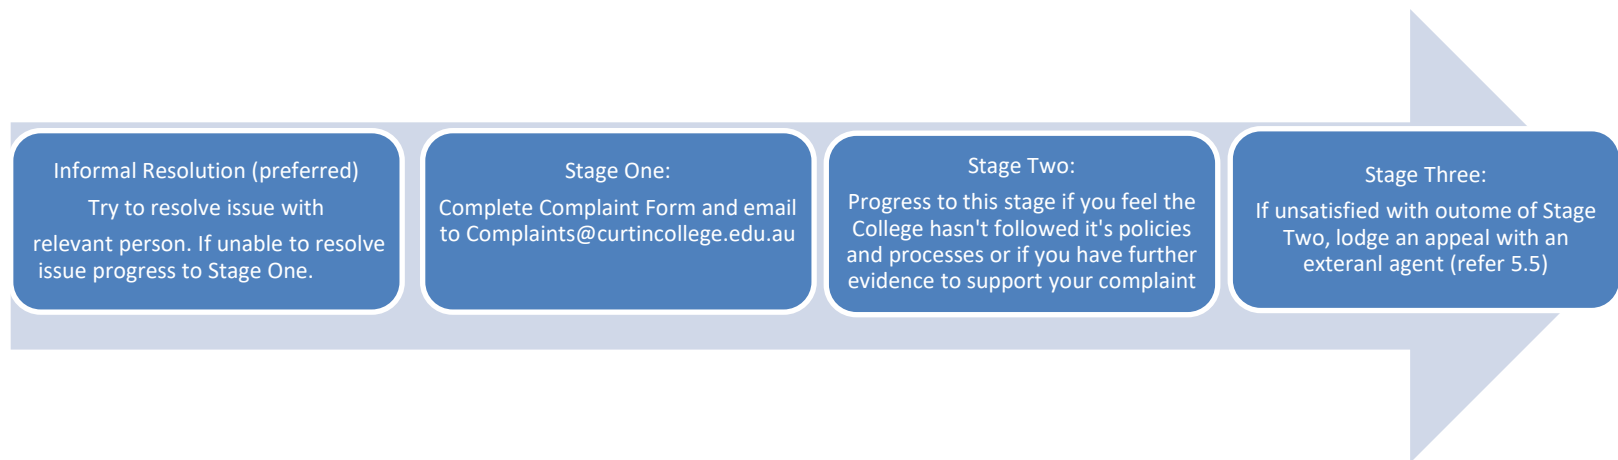 Informal Resolution (preferred)
Try to resolve issue with
relevant person. If unable to resolve
issue progress to Stage One.
Stage One:
Complete Complaint Form and email
to Complaints@curtincollege.edu.au
Stage Two:
Progress to this stage if you feel the
College hasn't followed it's policies
and processes or if you have further
evidence to support your complaint
Stage Three:
If unsatisfied with outome of Stage
Two, lodge an appeal with an
exteranl agent (refer 5.5)